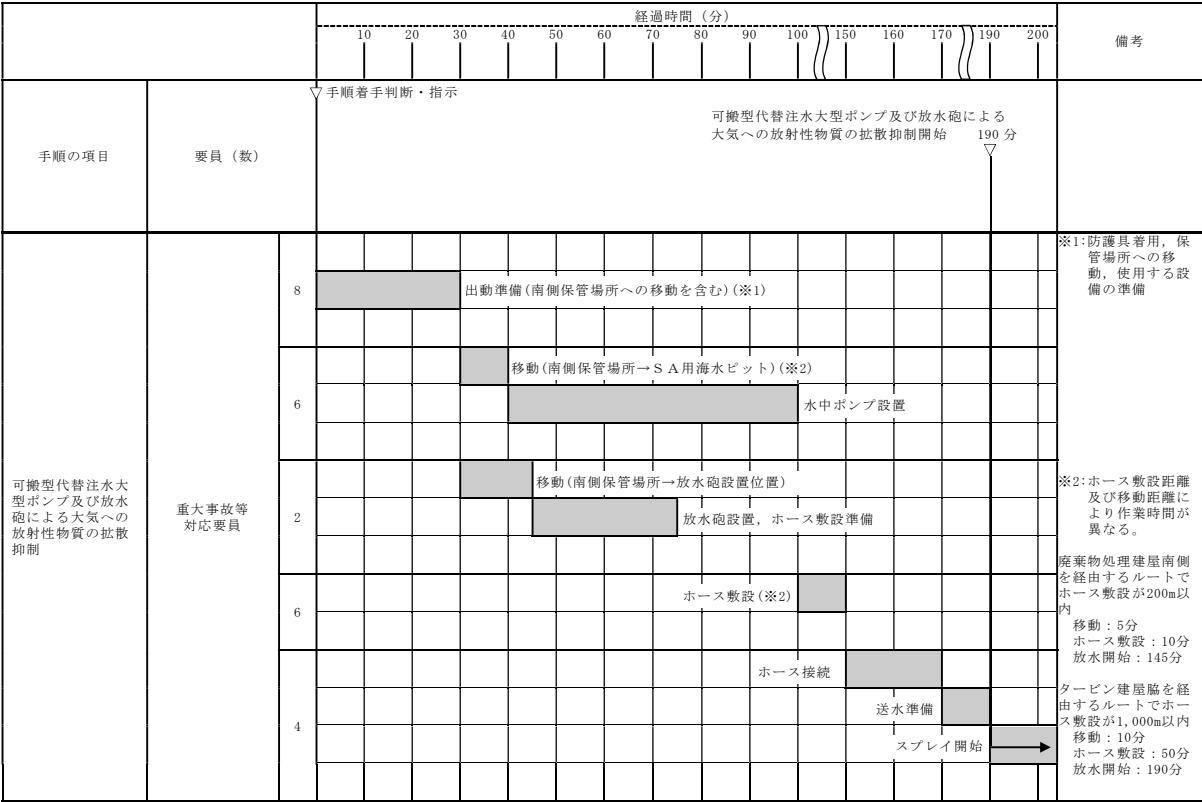 経過時間（分）
10 20 30 40 50 60 70 80 90 100 150 160 170 190 200
備考
手順の項目
要員（数）
▽手順着手判断・指示
可搬型代替注水大型ポンプ及び放水砲による
大気への放射性物質の拡散抑制開始 190 分
▽
可搬型代替注水大
型ポンプ及び放水
砲による大気への
放射性物質の拡散
抑制
重大事故等
対応要員
8
出動準備(南側保管場所への移動を含む)(※1)
6
移動(南側保管場所→ＳＡ用海水ピット)(※2)
水中ポンプ設置
2
移動(南側保管場所→放水砲設置位置)
放水砲設置，ホース敷設準備
6
ホース敷設(※2)
4
ホース接続
送水準備
スプレイ開始
※1:防護具着用，保
管場所への移
動，使用する設
備の準備
※2:ホース敷設距離
及び移動距離に
より作業時間が
異なる。
廃棄物処理建屋南側
を経由するルートで
ホース敷設が200m以
内
移動：5分
ホース敷設：10分
放水開始：145分
タービン建屋脇を経
由するルートでホー
ス敷設が1,000m以内
移動：10分
ホース敷設：50分
放水開始：190分